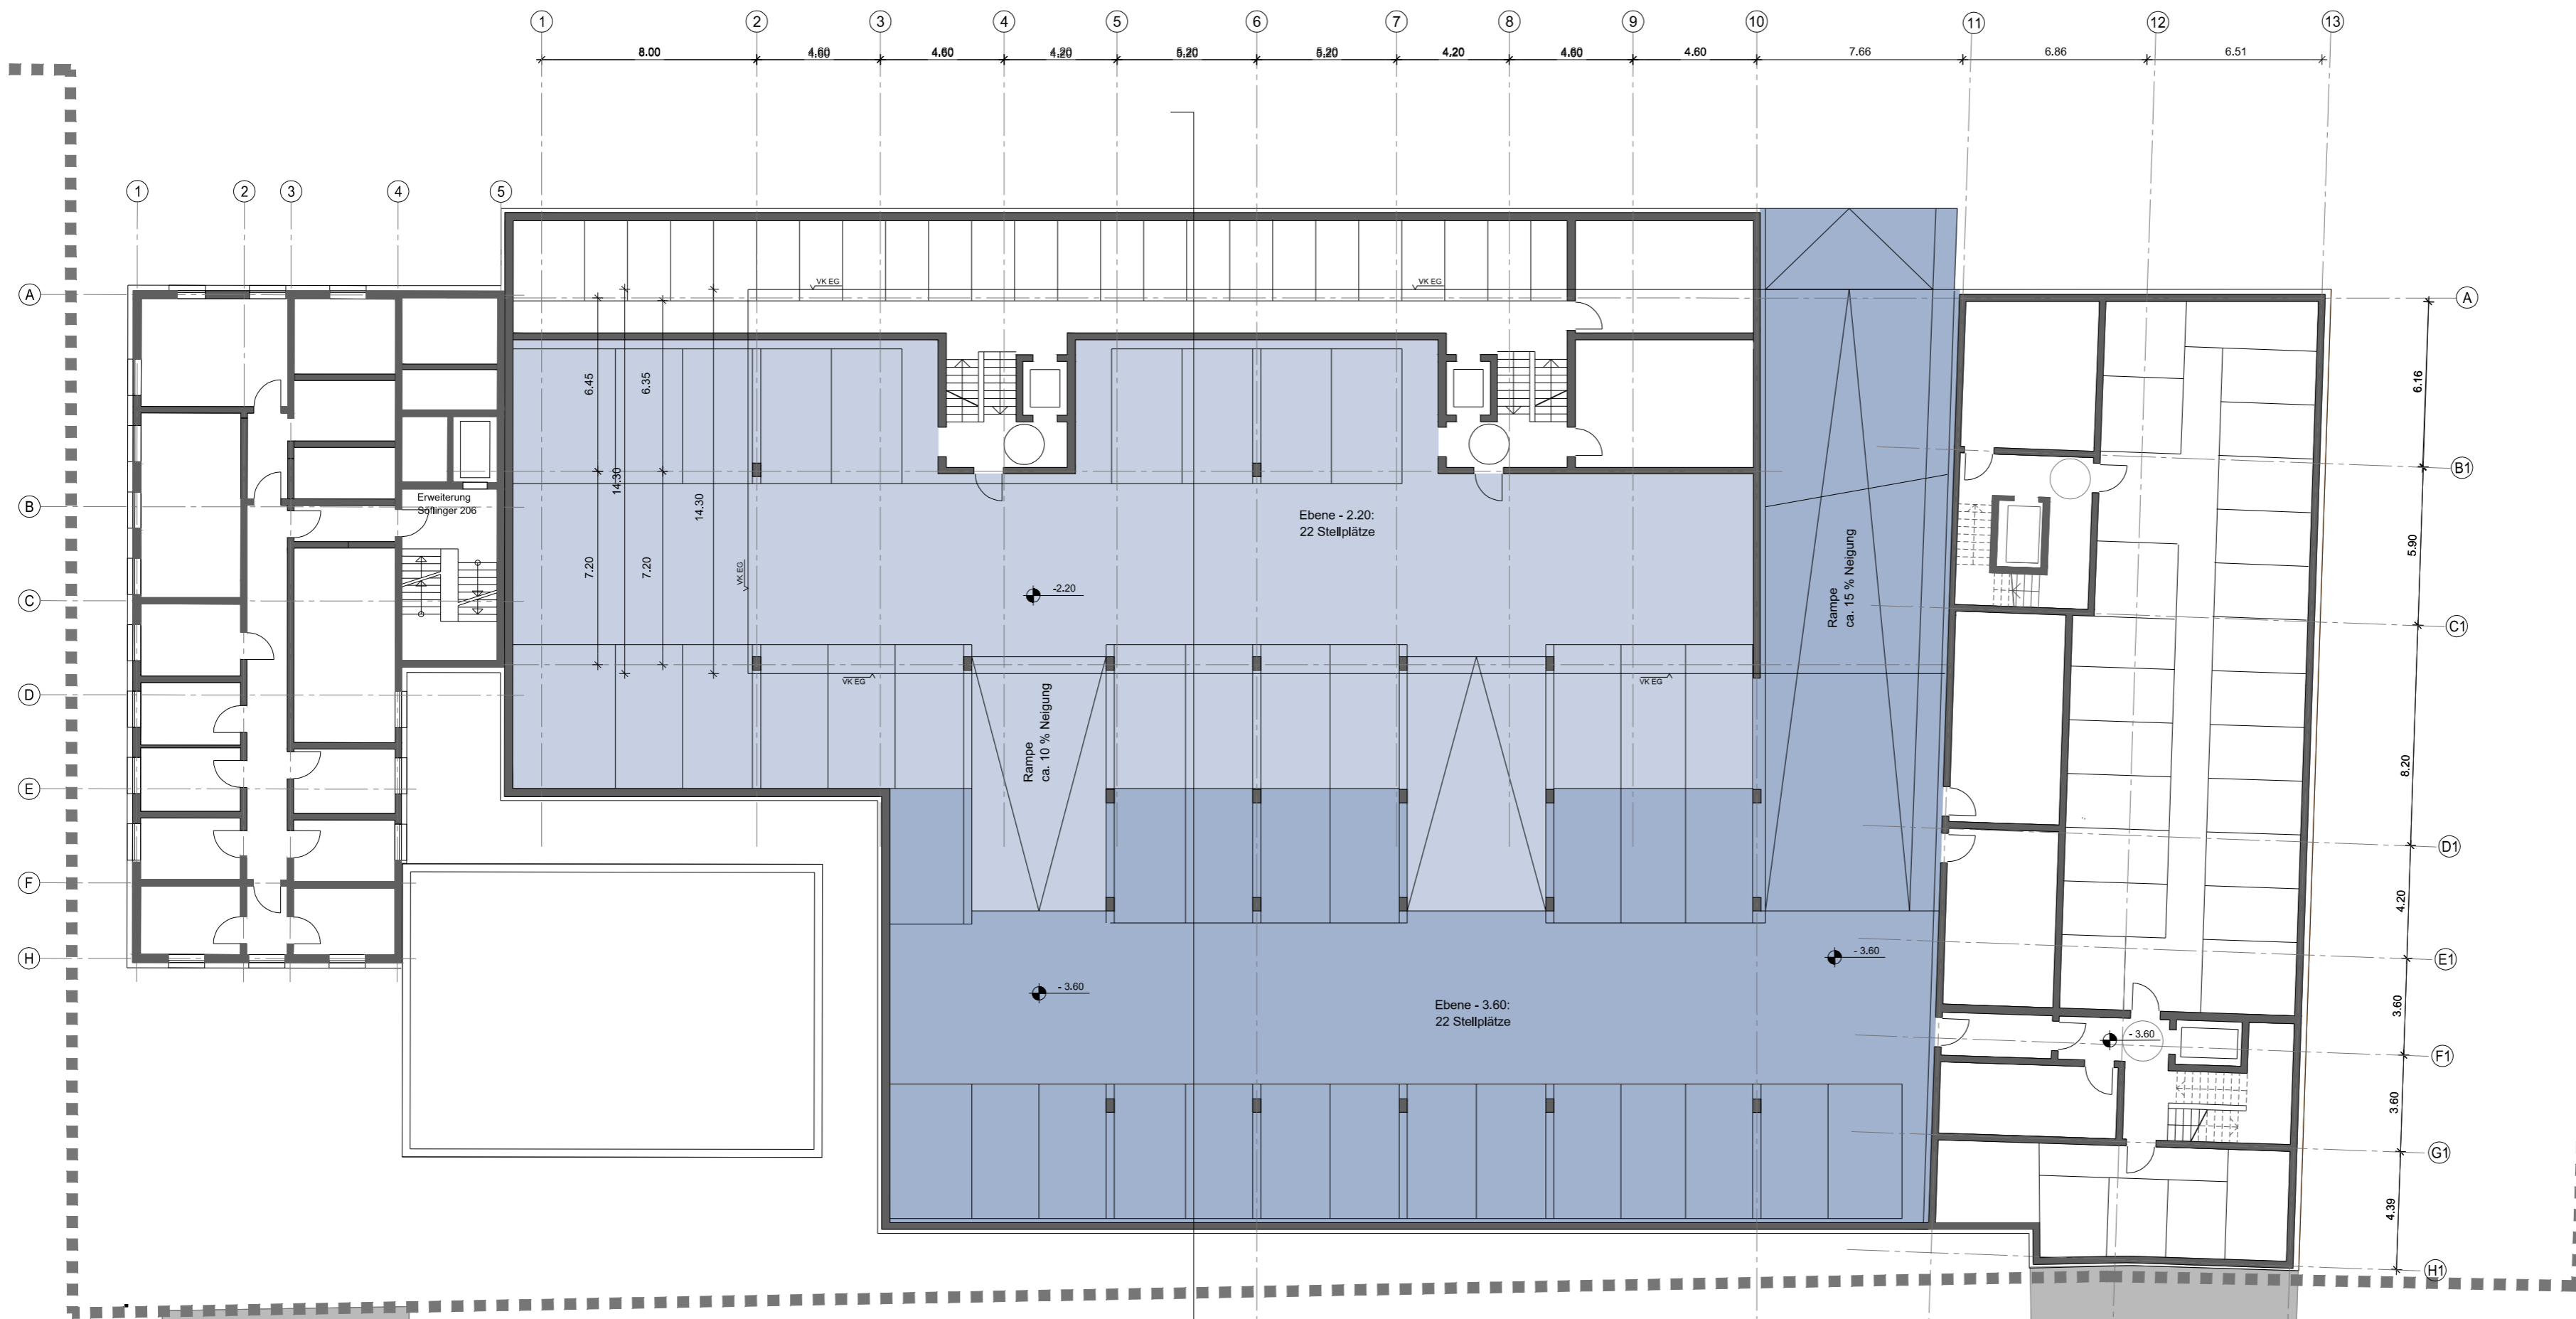 1 2 3 4 5 6 7 8 9 10 11 12 13
8.00 4.60 4.60 4.20 5.20 5.20 4.20 4.60 4.60 7.66 6.86 6.51
1 2 3 4 5
A
A
VK EG
VK EG
6.45
6.35
6.16
B1
14.30
14.30
Erweiterung
Söflinger 206
B
Ebene - 2.20:
22 Stellplätze
5.90
7.20
7.20
VK EG
-2.20
Rampe
ca. 15 % Neigung
C
C1
VK EG
VK EG
D
Rampe
ca. 10 % Neigung
8.20
E
D1
F
4.20
H
- 3.60
- 3.60
E1
Ebene - 3.60:
22 Stellplätze
3.60
- 3.60
F1
3.60
G1
4.39
H1